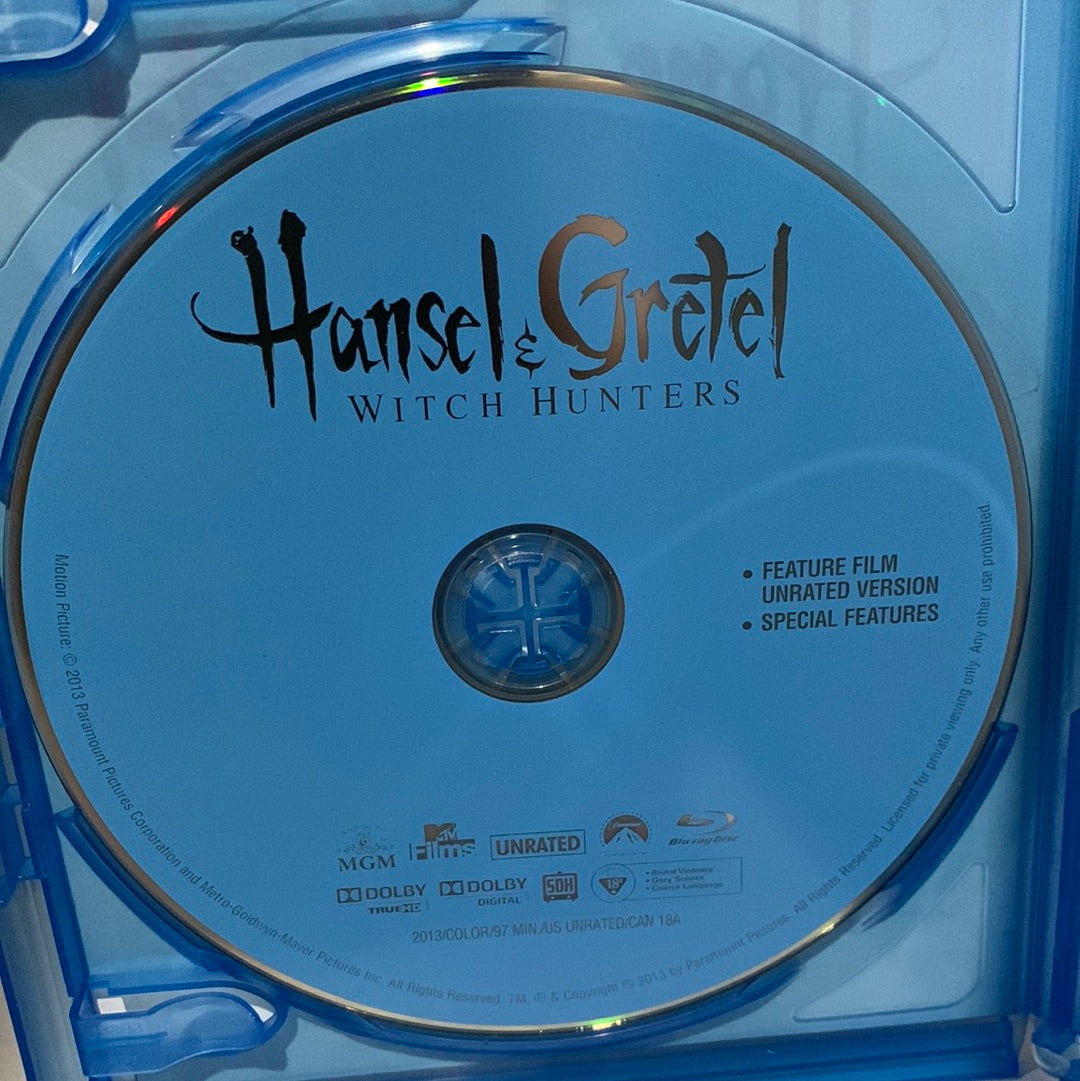 Hansel & Gretel
WITCH HUNTERS
• FEATURE FILM
UNRATED VERSION
• SPECIAL FEATURES
MGM
MTV
Films
UNRATED
Blu-ray Disc
DOLBY
TRUEHD
DOLBY
DIGITAL
SDH
18A
• Brutal Violence
• Gory Scenes
• Coarse Language
2013/COLOR/97 MIN./US UNRATED/CAN 18A
Motion Picture: © 2013 Paramount Pictures Corporation and Metro-Goldwyn-Mayer Pictures Inc. All Rights Reserved. TM, ® & Copyright © 2013 by Paramount Pictures. All Rights Reserved. Licensed for private viewing only. Any other use prohibited.